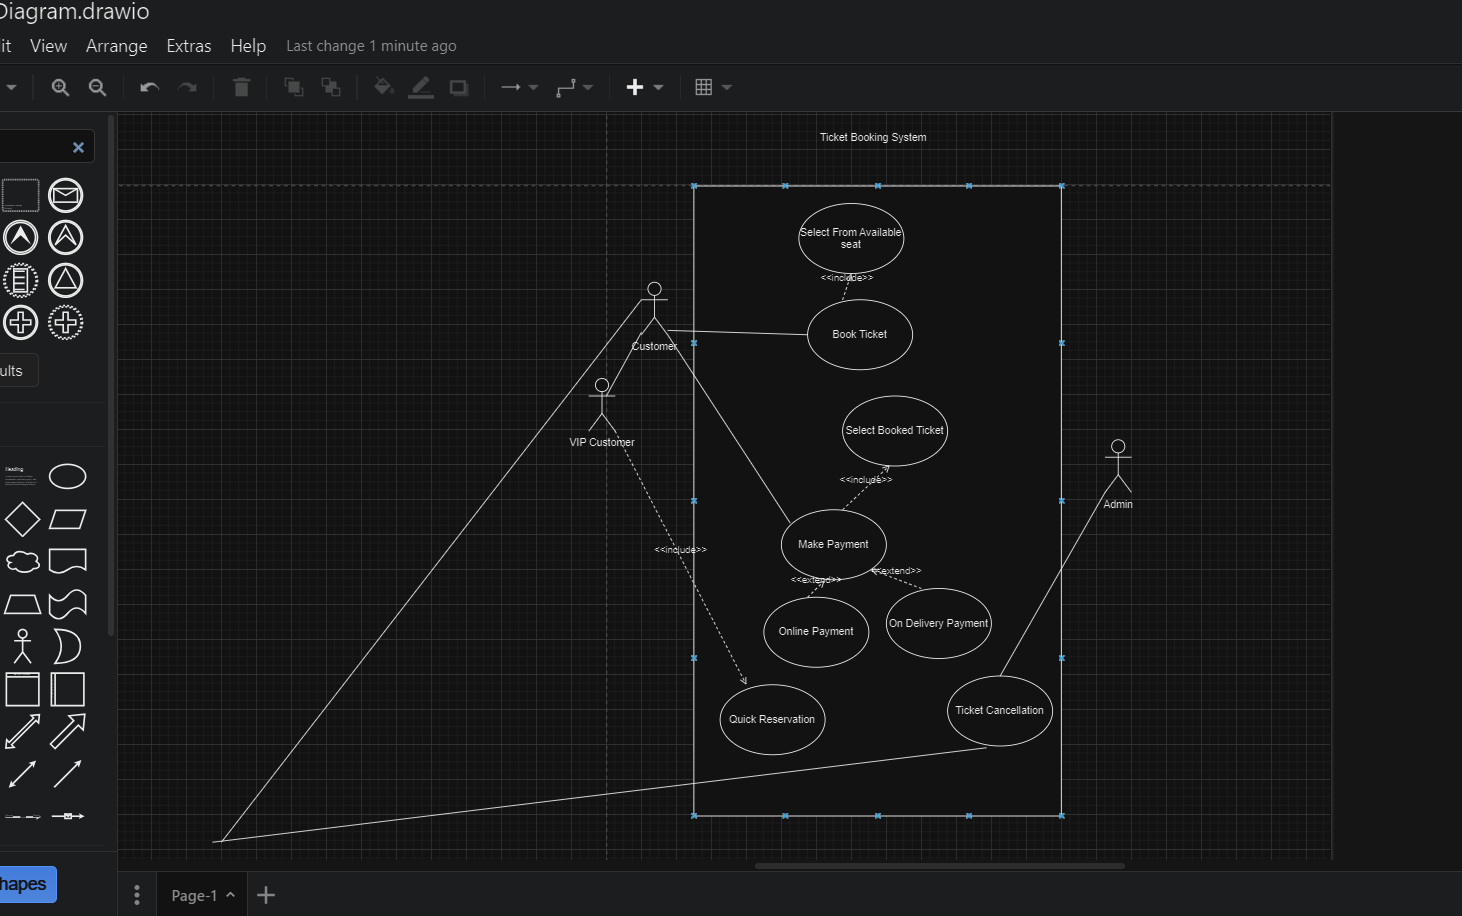 Diagram.drawio
it View Arrange Extras Help Last change 1 minute ago
Ticket Booking System
Select From Available
seat
<<include>>
Book Ticket
Customer
Select Booked Ticket
VIP Customer
<<include>>
Admin
Make Payment
<<include>>
<<extend>>
<<extend>>
Online Payment
On Delivery Payment
Quick Reservation
Ticket Cancellation
ults
Heading
hapes
Page-1